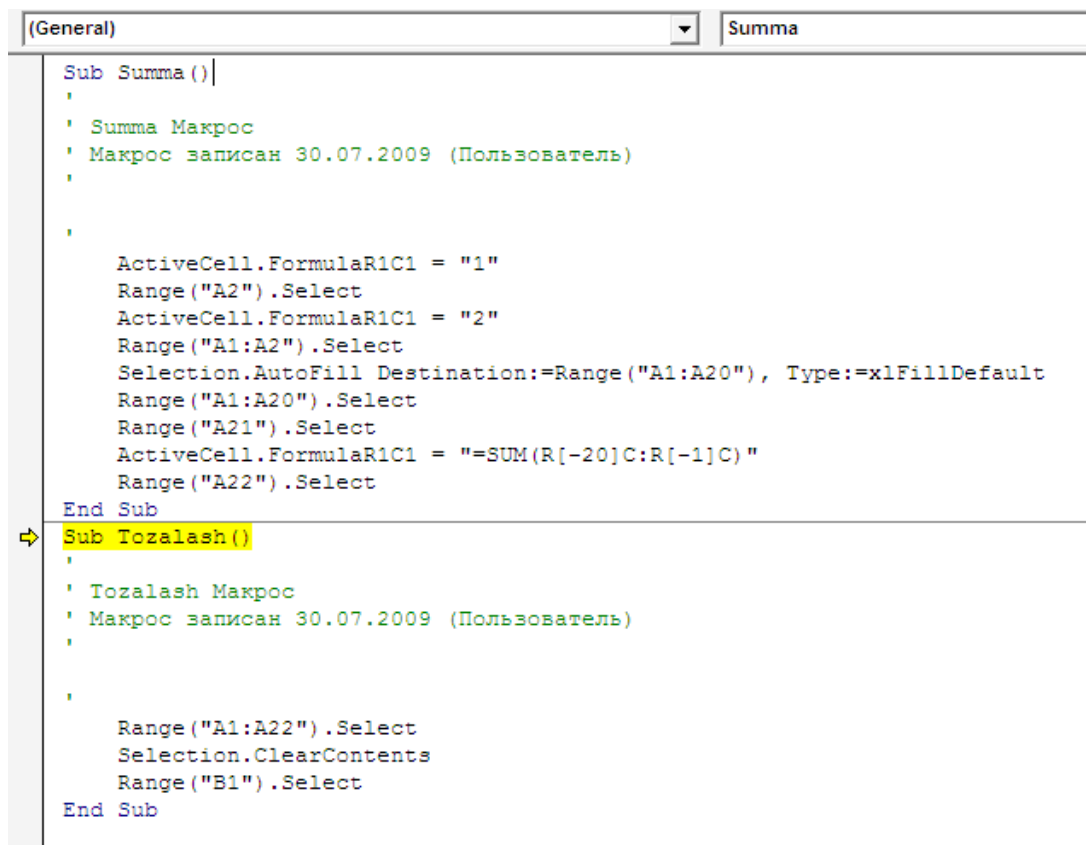 (General) Summa
Sub Summa()
'
' Summa Макрос
' Макрос записан 30.07.2009 (Пользователь)
'
'
    ActiveCell.FormulaR1C1 = "1"
    Range("A2").Select
    ActiveCell.FormulaR1C1 = "2"
    Range("A1:A2").Select
    Selection.AutoFill Destination:=Range("A1:A20"), Type:=xlFillDefault
    Range("A1:A20").Select
    Range("A21").Select
    ActiveCell.FormulaR1C1 = "=SUM(R[-20]C:R[-1]C)"
    Range("A22").Select
End Sub
Sub Tozalash()
'
' Tozalash Макрос
' Макрос записан 30.07.2009 (Пользователь)
'
'
    Range("A1:A22").Select
    Selection.ClearContents
    Range("B1").Select
End Sub